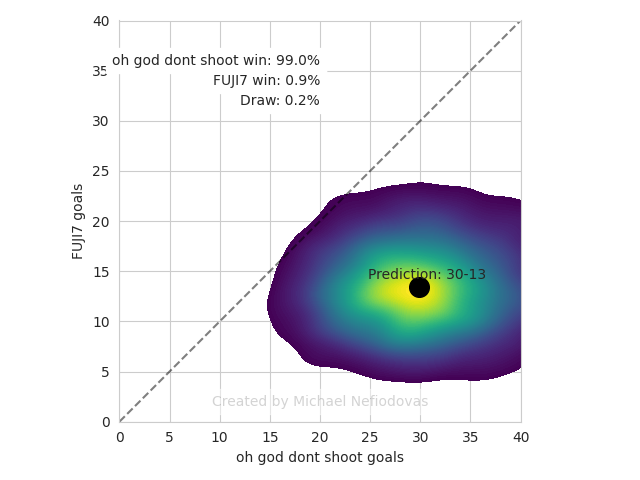 40
35
30
25
20
15
10
5
0
FUJI7 goals
oh god dont shoot win: 99.0%
FUJI7 win: 0.9%
Draw: 0.2%
Prediction: 30-13
Created by Michael Nefiodovas
0 5 10 15 20 25 30 35 40
oh god dont shoot goals